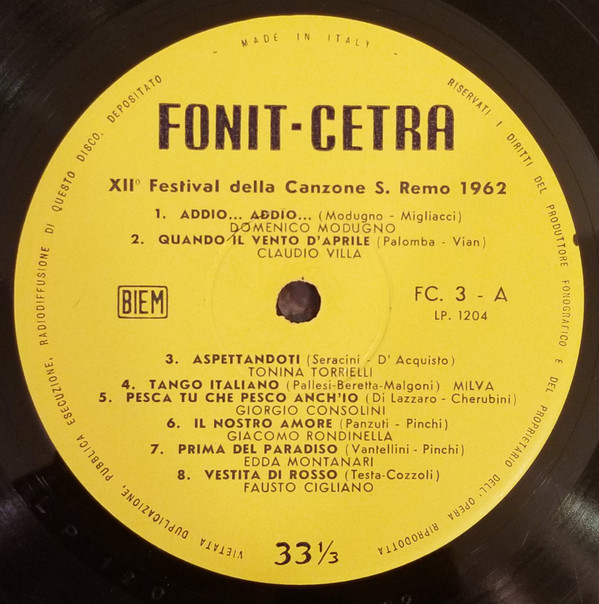 - MADE IN ITALY -
RISERVATI I DIRITTI DEL PRODUTTORE FONOGRAFICO E DEL PROPRIETARIO DELL'OPERA RIPRODOTTA
VIETATA DUPLICAZIONE, PUBBLICA ESECUZIONE, RADIODIFFUSIONE DI QUESTO DISCO. DEPOSITATO
FONIT-CETRA
XIIº Festival della Canzone S. Remo 1962
1. ADDIO... ADDIO... (Modugno - Migliacci)
DOMENICO MODUGNO
2. QUANDO IL VENTO D'APRILE (Palomba - Vian)
CLAUDIO VILLA
BIEM
FC. 3 - A
LP. 1204
3. ASPETTANDOTI (Seracini - D' Acquisto)
TONINA TORRIELLI
4. TANGO ITALIANO (Pallesi-Beretta-Malgoni) MILVA
5. PESCA TU CHE PESCO ANCH'IO (Di Lazzaro - Cherubini)
GIORGIO CONSOLINI
6. IL NOSTRO AMORE (Panzuti - Pinchi)
GIACOMO RONDINELLA
7. PRIMA DEL PARADISO (Vantellini - Pinchi)
EDDA MONTANARI
8. VESTITA DI ROSSO (Testa-Cozzoli)
FAUSTO CIGLIANO
33⅓